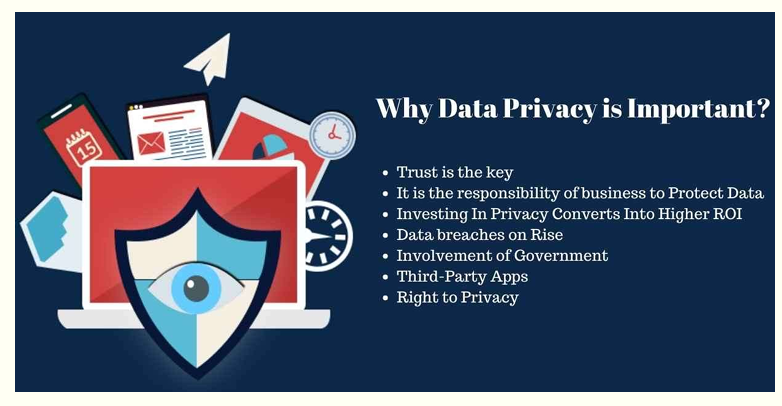 15
Why Data Privacy is Important?
Trust is the key
It is the responsibility of business to Protect Data
Investing In Privacy Converts Into Higher ROI
Data breaches on Rise
Involvement of Government
Third-Party Apps
Right to Privacy